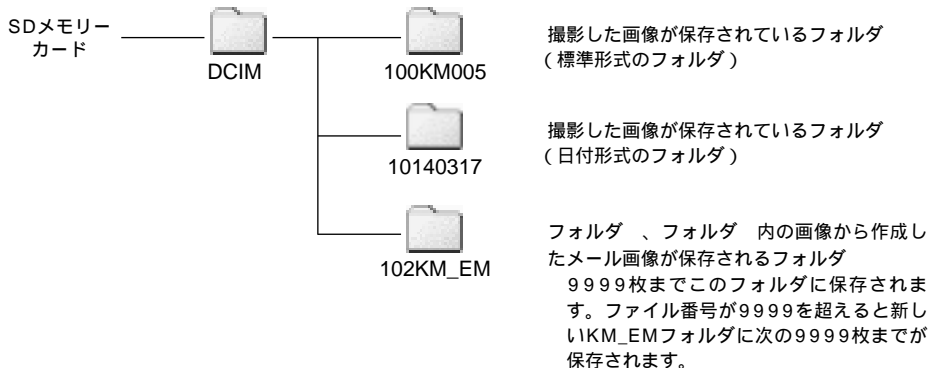 SDメモリー
カード
DCIM
100KM005
撮影した画像が保存されているフォルダ
(標準形式のフォルダ)
10140317
撮影した画像が保存されているフォルダ
(日付形式のフォルダ)
102KM_EM
フォルダ 、フォルダ 内の画像から作成し
たメール画像が保存されるフォルダ
9999枚までこのフォルダに保存されま
す。ファイル番号が9999を超えると新し
いKM_EMフォルダに次の9999枚までが
保存されます。